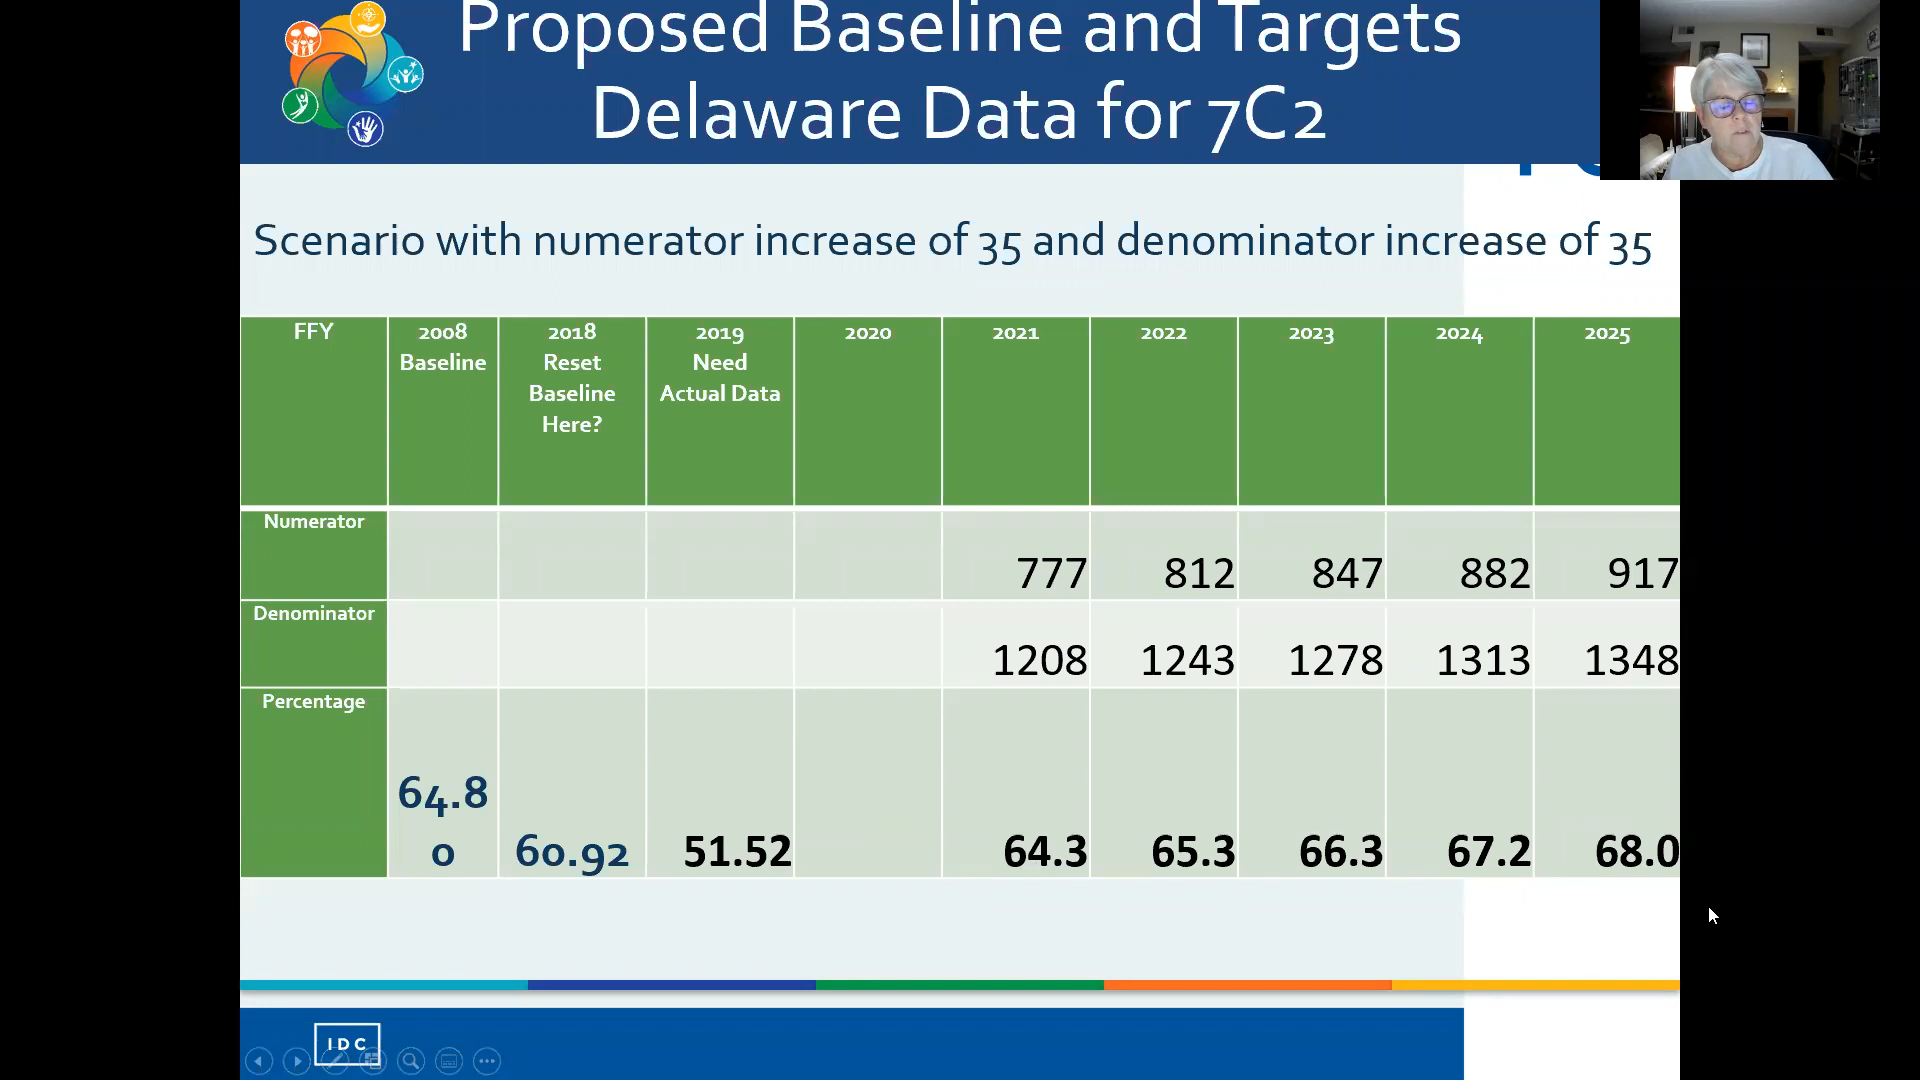 Proposed Baseline and Targets
Delaware Data for 7C2
Scenario with numerator increase of 35 and denominator increase of 35
FFY 2008 Baseline 2018 Reset Baseline Here? 2019 Need Actual Data 2020 2021 2022 2023 2024 2025
Numerator 777 812 847 882 917
Denominator 1208 1243 1278 1313 1348
Percentage 64.80 60.92 51.52 64.3 65.3 66.3 67.2 68.0
IDC